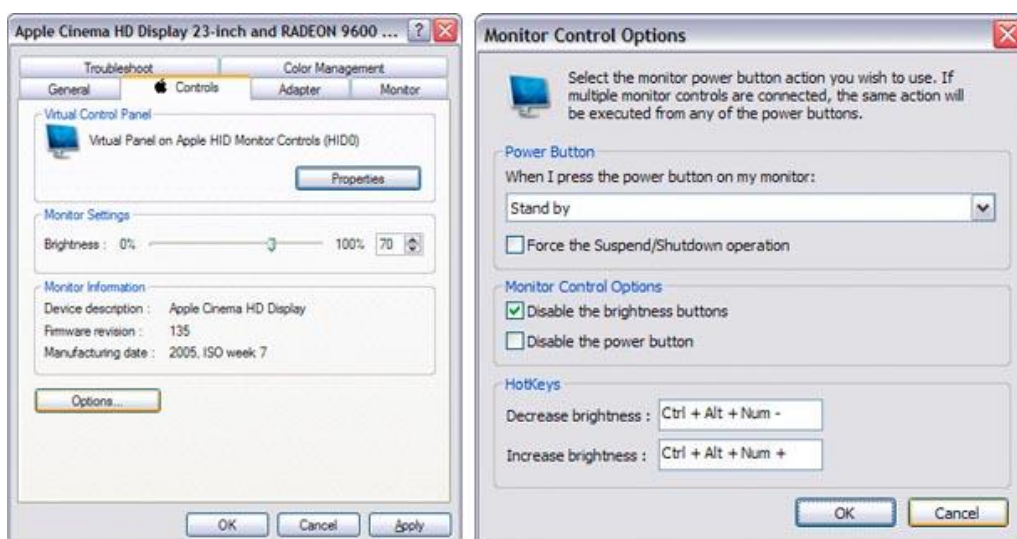 Apple Cinema HD Display 23-inch and RADEON 9600 ...
Troubleshoot
Color Management
General
Controls
Adapter
Monitor
Virtual Control Panel
Virtual Panel on Apple HID Monitor Controls (HID0)
Properties
Monitor Settings
Brightness : 0% 100% 70
Monitor Information
Device description : Apple Cinema HD Display
Firmware revision : 135
Manufacturing date : 2005, ISO week 7
Options...
OK
Cancel
Apply
Monitor Control Options
Select the monitor power button action you wish to use. If
multiple monitor controls are connected, the same action will
be executed from any of the power buttons.
Power Button
When I press the power button on my monitor:
Stand by
Force the Suspend/Shutdown operation
Monitor Control Options
Disable the brightness buttons
Disable the power button
HotKeys
Decrease brightness : Ctrl + Alt + Num -
Increase brightness : Ctrl + Alt + Num +
OK
Cancel